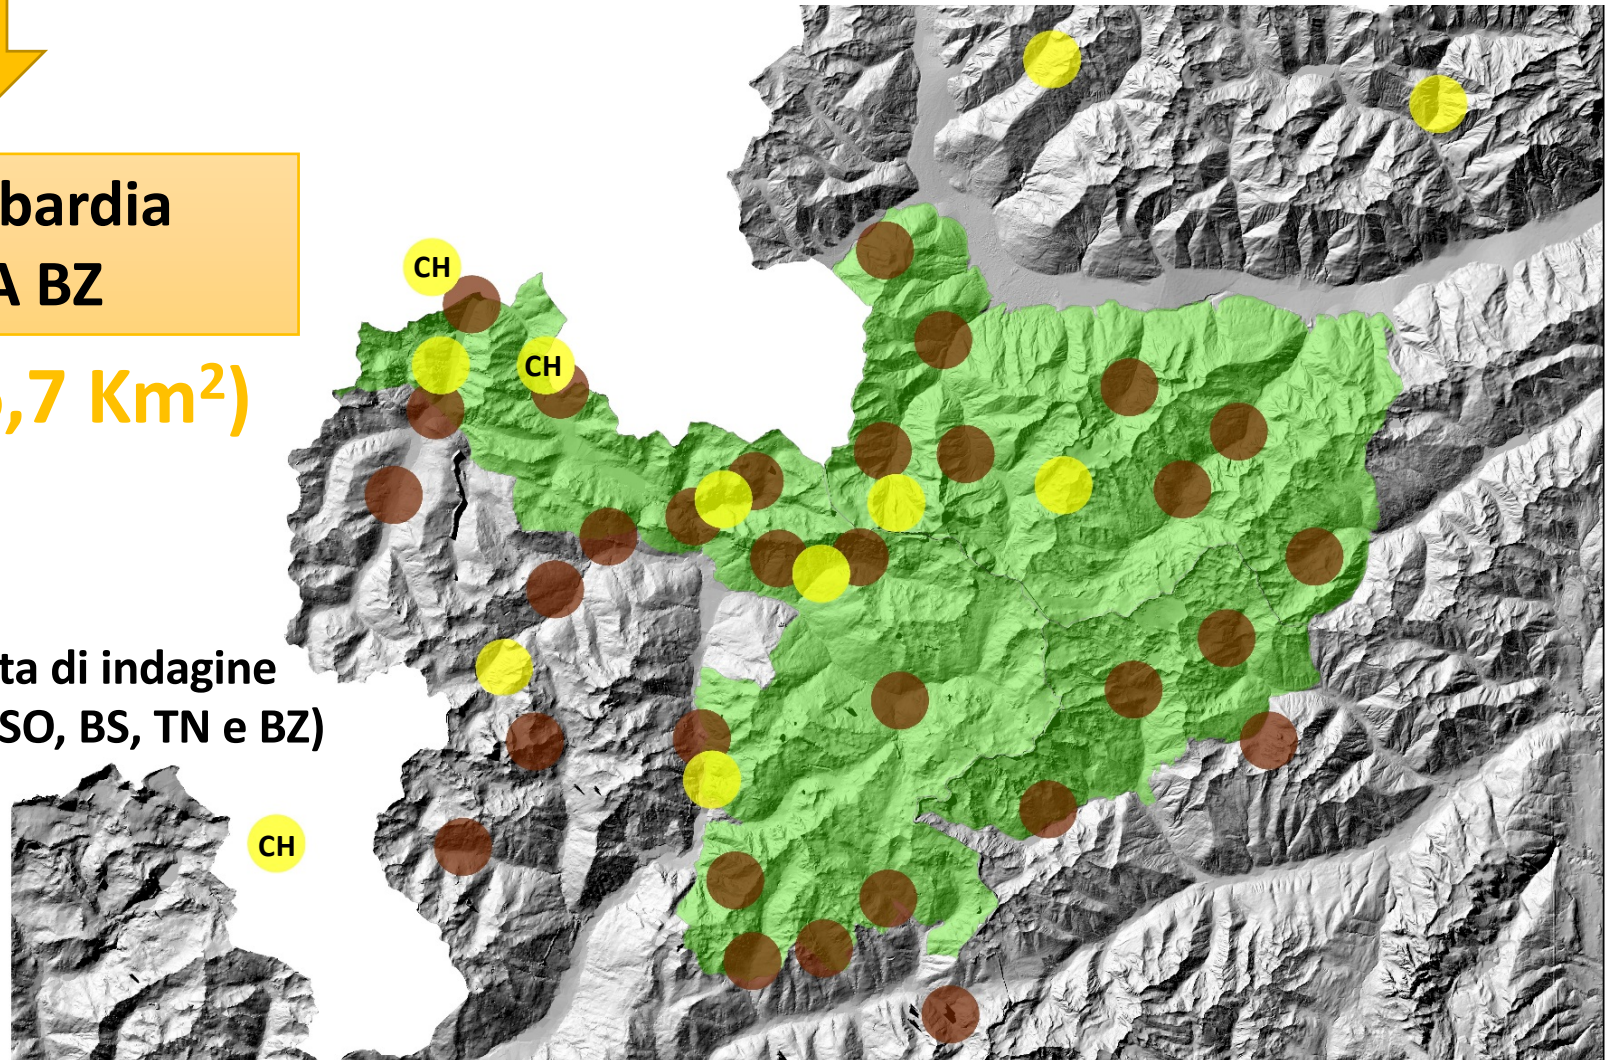 bardia
A BZ
,7 Km²)
ta di indagine
SO, BS, TN e BZ)
CH
CH
CH